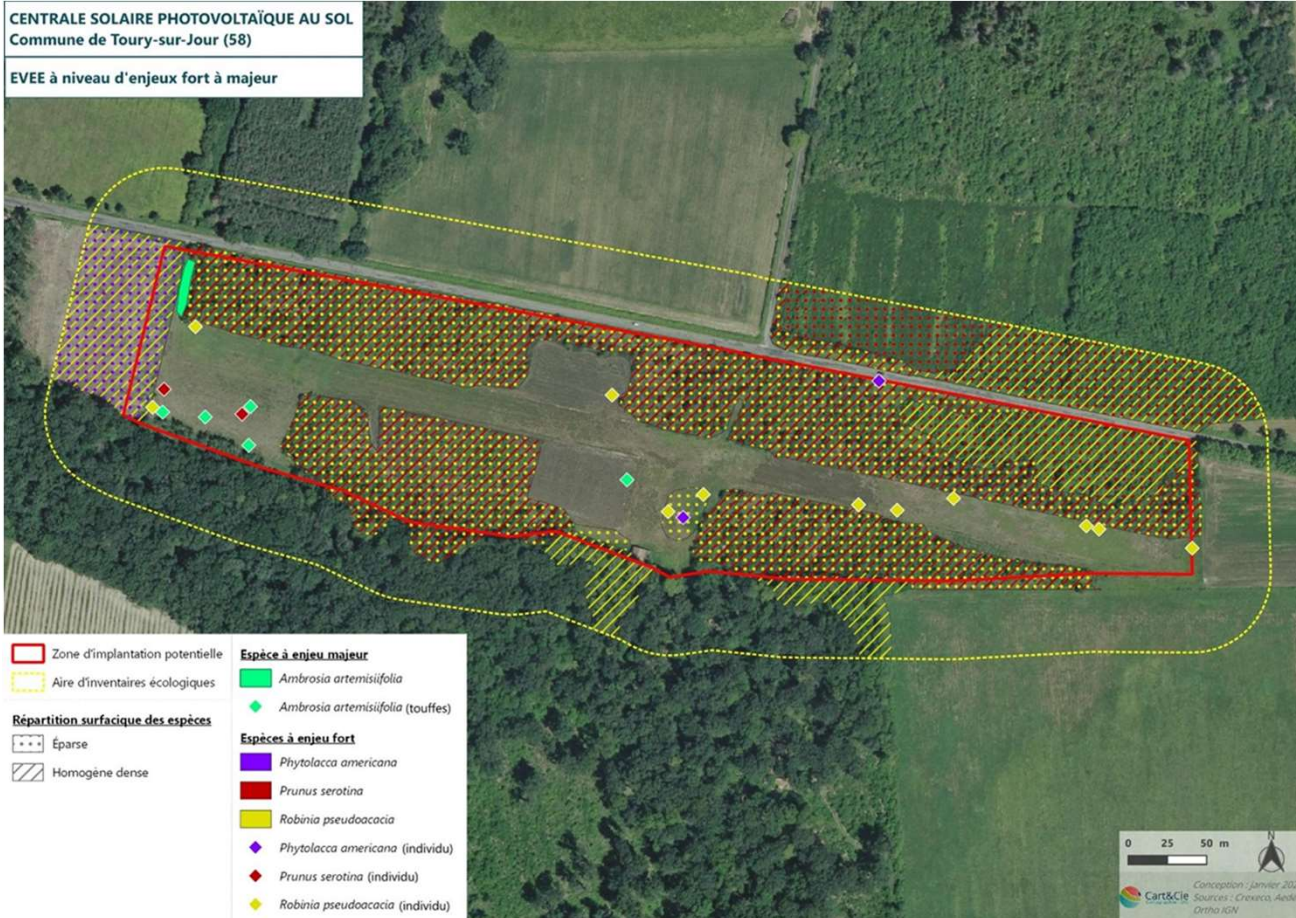 CENTRALE SOLAIRE PHOTOVOLTAÏQUE AU SOL
Commune de Toury-sur-Jour (58)
EVEE à niveau d'enjeux fort à majeur
Zone d'implantation potentielle
Aire d'inventaires écologiques
Répartition surfacique des espèces
Éparse
Homogène dense
Espèce à enjeu majeur
Ambrosia artemisiifolia
Ambrosia artemisiifolia (touffes)
Espèces à enjeu fort
Phytolacca americana
Prunus serotina
Robinia pseudoacacia
Phytolacca americana (individu)
Prunus serotina (individu)
Robinia pseudoacacia (individu)
0 25 50 m
N
Cart&Cie
Conception : Janvier 202
Sources : Crexeco, Aede
Ortho IGN